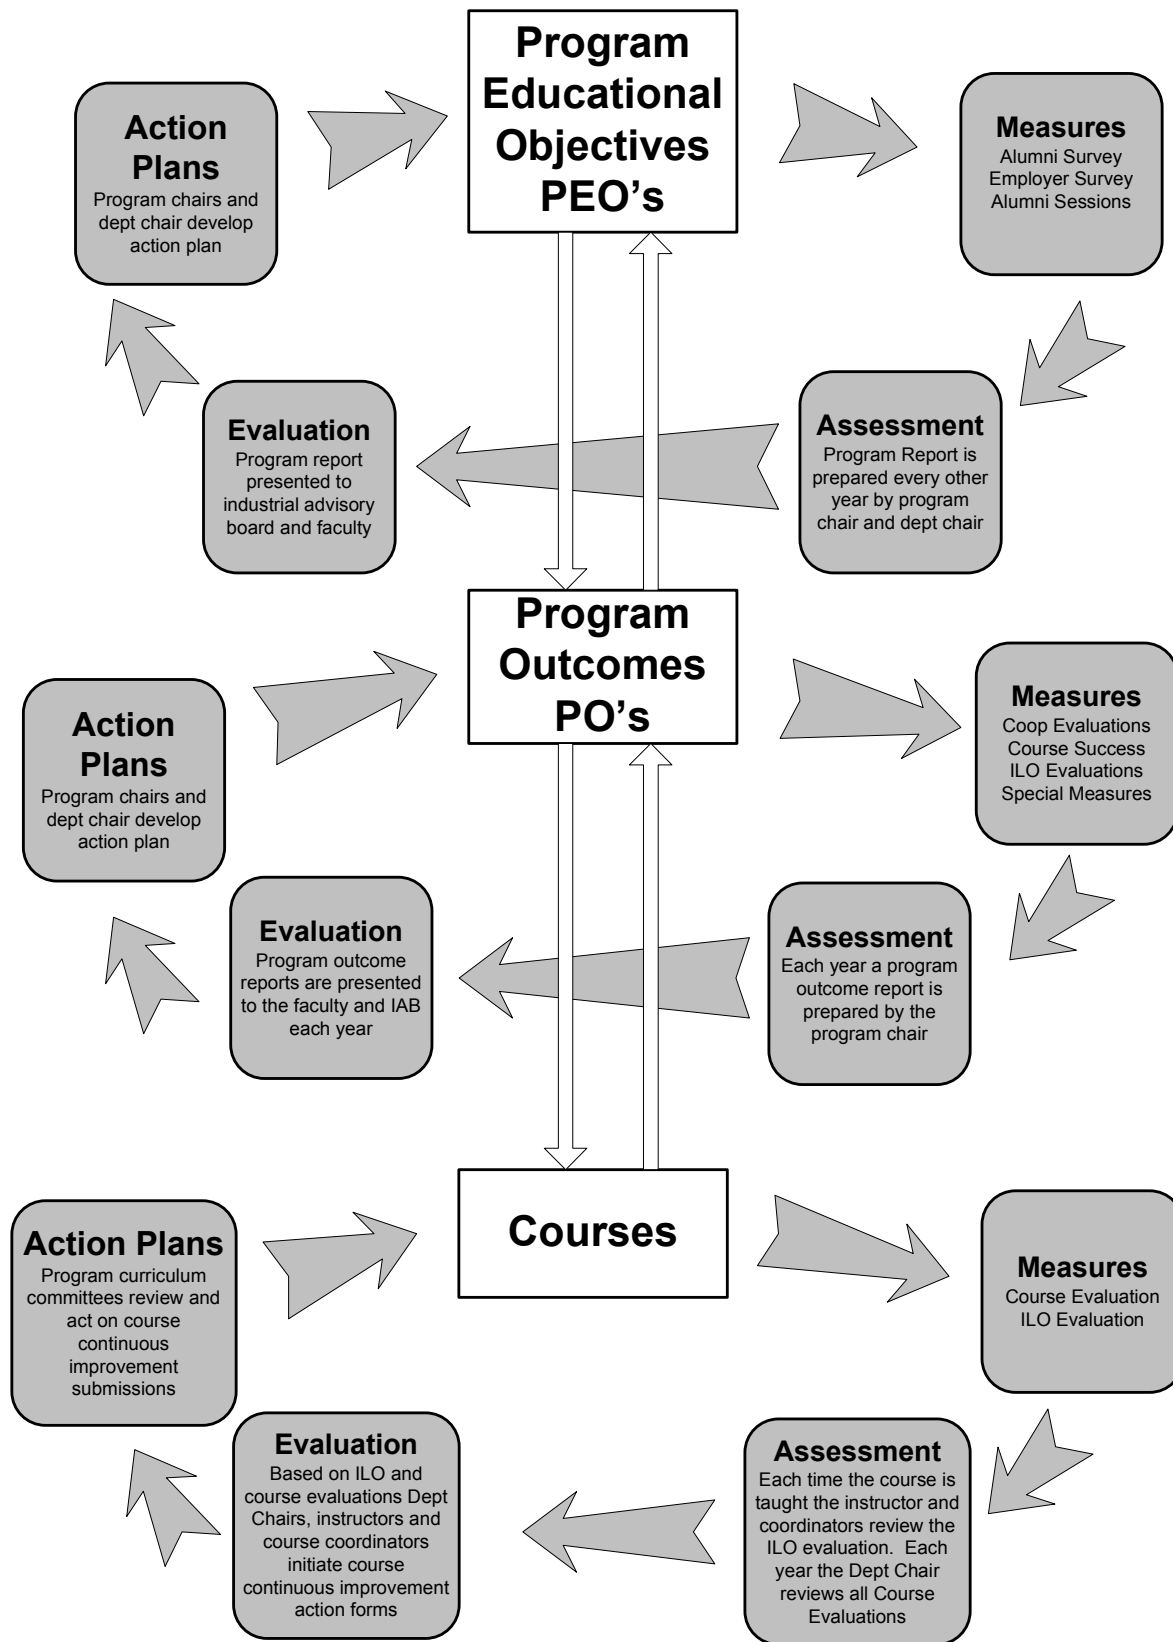 Program
Educational
Objectives
PEO's
Action
Plans
Program chairs and
dept chair develop
action plan
Measures
Alumni Survey
Employer Survey
Alumni Sessions
Evaluation
Program report
presented to
industrial advisory
board and faculty
Assessment
Program Report is
prepared every other
year by program
chair and dept chair
Program
Outcomes
PO's
Action
Plans
Program chairs and
dept chair develop
action plan
Measures
Coop Evaluations
Course Success
ILO Evaluations
Special Measures
Evaluation
Program outcome
reports are presented
to the faculty and IAB
each year
Assessment
Each year a program
outcome report is
prepared by the
program chair
Courses
Action Plans
Program curriculum
committees review and
act on course
continuous
improvement
submissions
Measures
Course Evaluation
ILO Evaluation
Evaluation
Based on ILO and
course evaluations Dept
Chairs, instructors and
course coordinators
initiate course
continuous improvement
action forms
Assessment
Each time the course is
taught the instructor and
coordinators review the
ILO evaluation.  Each
year the Dept Chair
reviews all Course
Evaluations